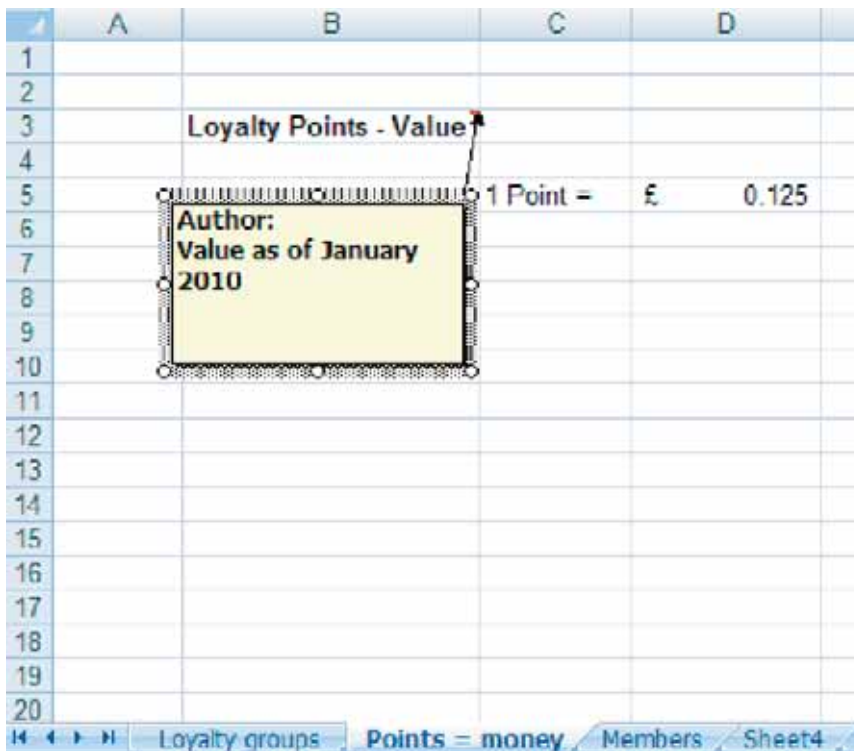 A B C D
1
2
3 Loyalty Points - Value
4
5 1 Point = £ 0.125
6 Author:
7 Value as of January
8 2010
9
10
11
12
13
14
15
16
17
18
19
20
Loyalty groups Points = money Members Sheet4